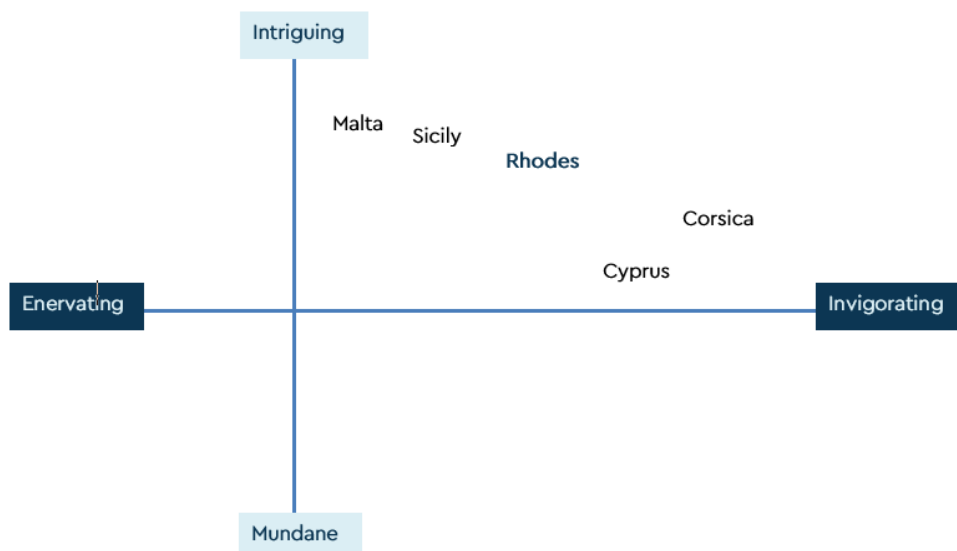 Intriguing
Malta
Sicily
Rhodes
Corsica
Cyprus
Enervating
Invigorating
Mundane